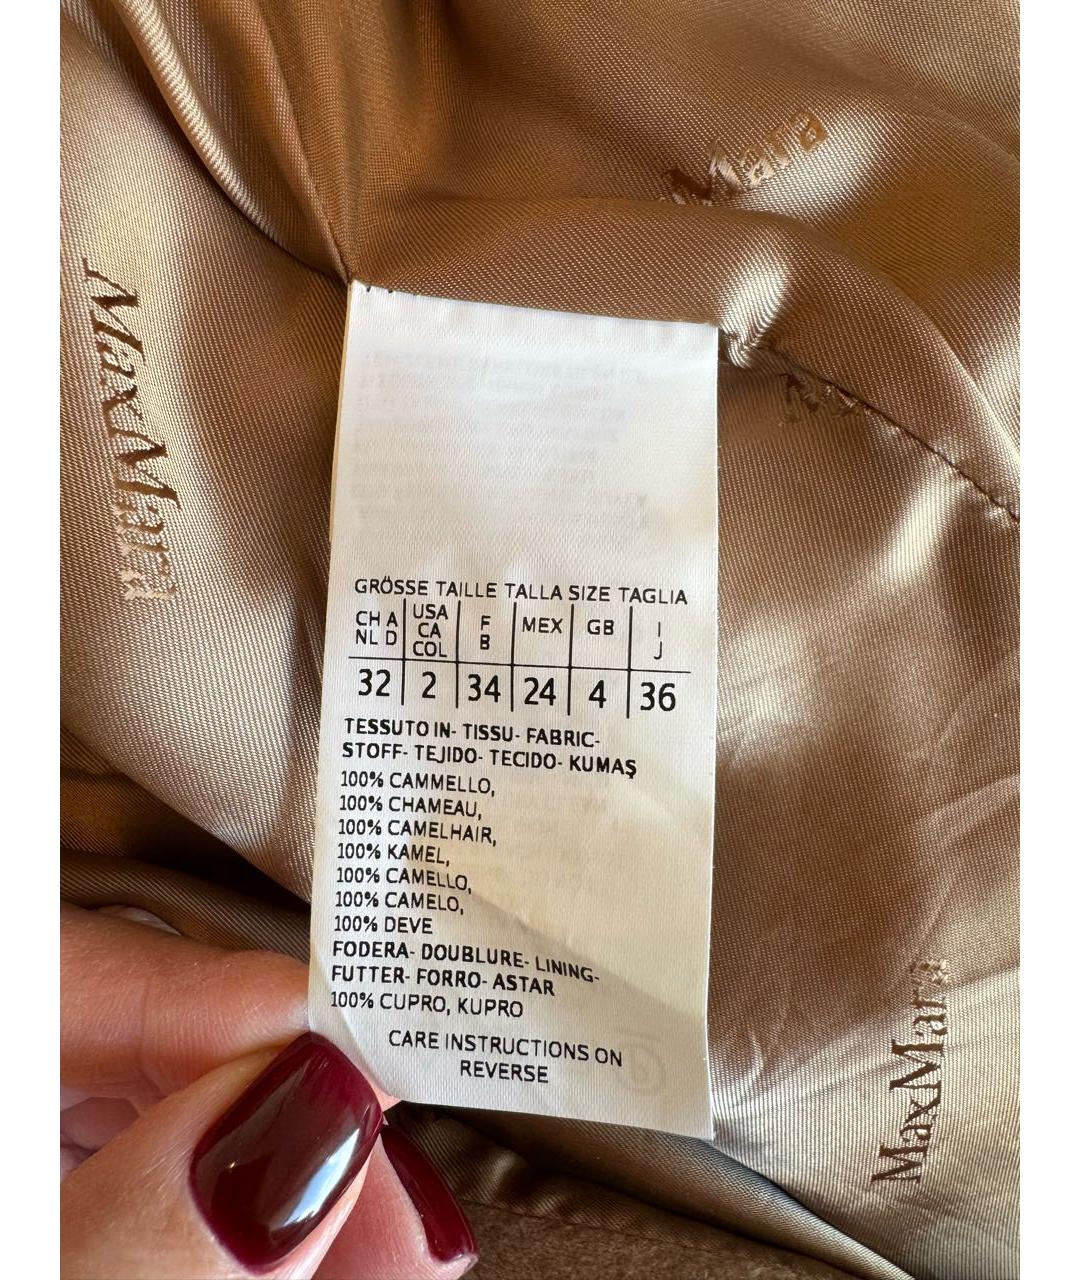 MaxMara
GRÖSSE TAILLE TALLA SIZE TAGLIA
CH A USA F MEX GB I
NL D CA B J
COL
32 2 34 24 4 36
TESSUTO IN- TISSU- FABRIC-
STOFF- TEJIDO- TECIDO- KUMAŞ
100% CAMMELLO,
100% CHAMEAU,
100% CAMELHAIR,
100% KAMEL,
100% CAMELLO,
100% CAMELO,
100% DEVE
FODERA- DOUBLURE- LINING-
FUTTER- FORRO- ASTAR
100% CUPRO, KUPRO
CARE INSTRUCTIONS ON
REVERSE
MaxMara